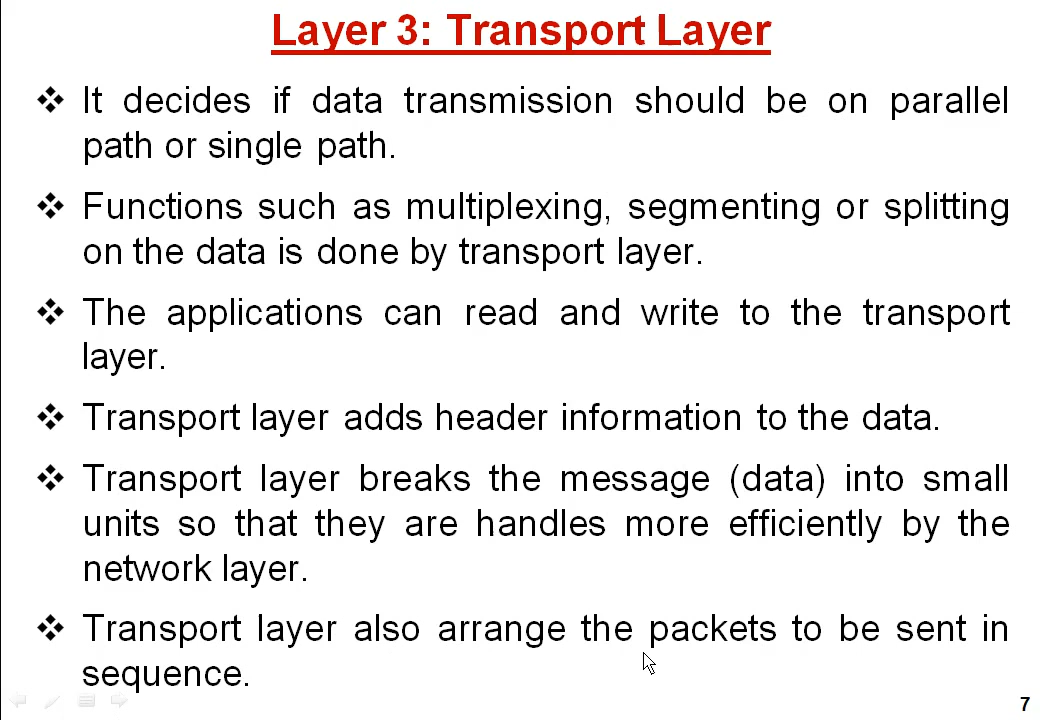 Layer 3: Transport Layer
It decides if data transmission should be on parallel
path or single path.
Functions such as multiplexing, segmenting or splitting
on the data is done by transport layer.
The applications can read and write to the transport
layer.
Transport layer adds header information to the data.
Transport layer breaks the message (data) into small
units so that they are handles more efficiently by the
network layer.
Transport layer also arrange the packets to be sent in
sequence.
7